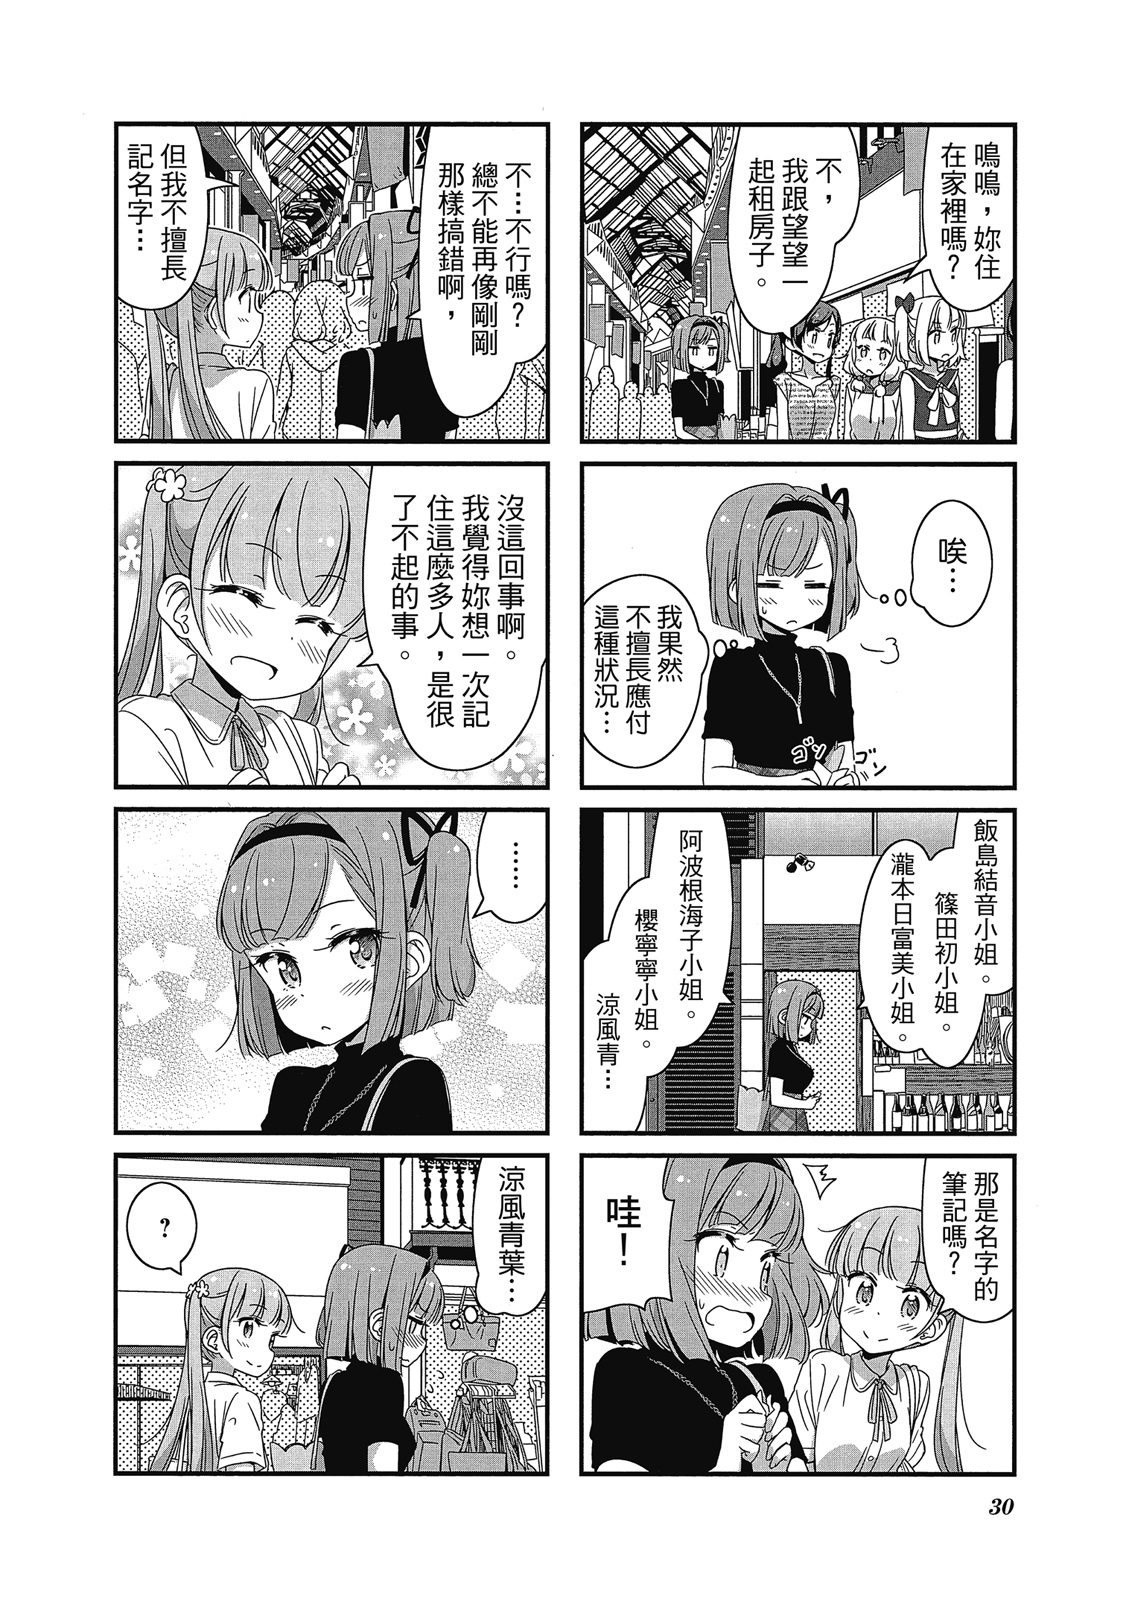 鳴鳴，妳住
在家裡嗎？
不，
我跟望望一
起租房子。
唉…
我果然
不擅長應付
這種狀況…
ゴン
ゴン
飯島結音小姐。
篠田初小姐。
瀧本日富美小姐。
阿波根海子小姐。
櫻寧寧小姐。
涼風青…
那是名字的
筆記嗎？
哇！
不…不行嗎？
總不能再像剛剛
那樣搞錯啊，
但我不擅長
記名字…
沒這回事啊。
我覺得妳想一次記
住這麼多人，是很
了不起的事。
……
涼風青葉…
？
30